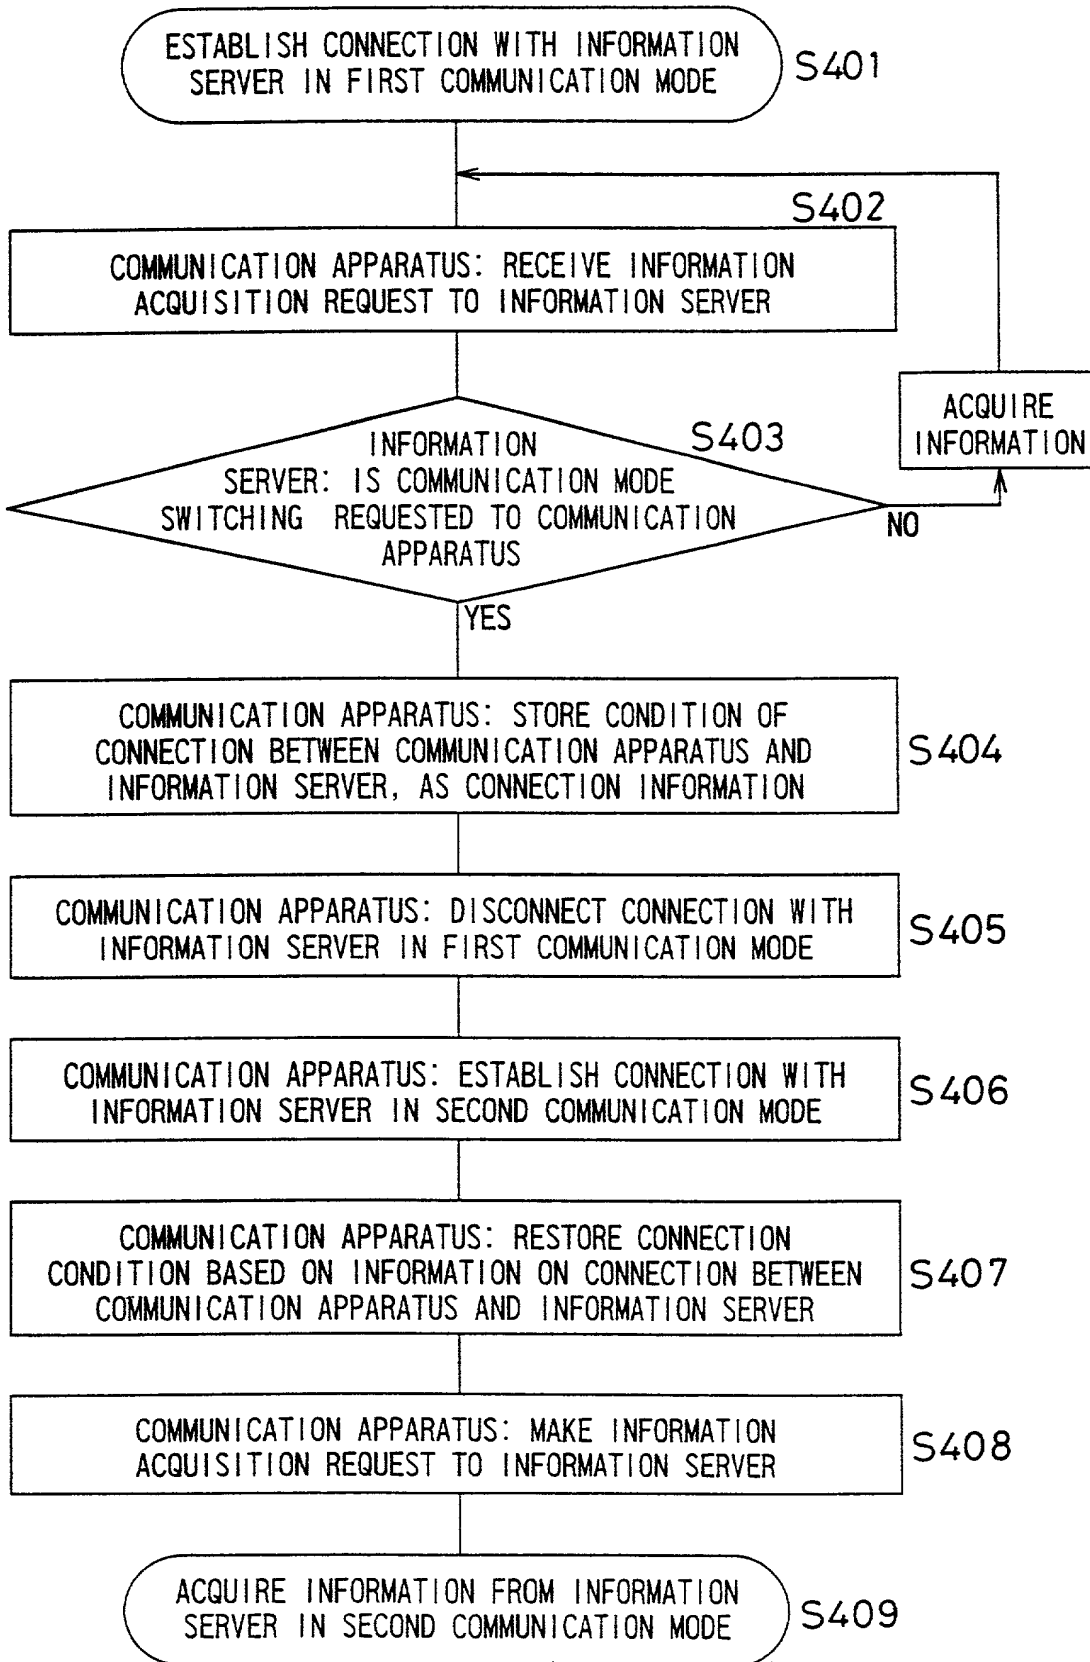 ESTABLISH CONNECTION WITH INFORMATION
SERVER IN FIRST COMMUNICATION MODE
S401
S402
COMMUNICATION APPARATUS: RECEIVE INFORMATION
ACQUISITION REQUEST TO INFORMATION SERVER
ACQUIRE
INFORMATION
S403
INFORMATION
SERVER: IS COMMUNICATION MODE
SWITCHING REQUESTED TO COMMUNICATION
APPARATUS
NO
YES
COMMUNICATION APPARATUS: STORE CONDITION OF
CONNECTION BETWEEN COMMUNICATION APPARATUS AND
INFORMATION SERVER, AS CONNECTION INFORMATION
S404
COMMUNICATION APPARATUS: DISCONNECT CONNECTION WITH
INFORMATION SERVER IN FIRST COMMUNICATION MODE
S405
COMMUNICATION APPARATUS: ESTABLISH CONNECTION WITH
INFORMATION SERVER IN SECOND COMMUNICATION MODE
S406
COMMUNICATION APPARATUS: RESTORE CONNECTION
CONDITION BASED ON INFORMATION ON CONNECTION BETWEEN
COMMUNICATION APPARATUS AND INFORMATION SERVER
S407
COMMUNICATION APPARATUS: MAKE INFORMATION
ACQUISITION REQUEST TO INFORMATION SERVER
S408
ACQUIRE INFORMATION FROM INFORMATION
SERVER IN SECOND COMMUNICATION MODE
S409